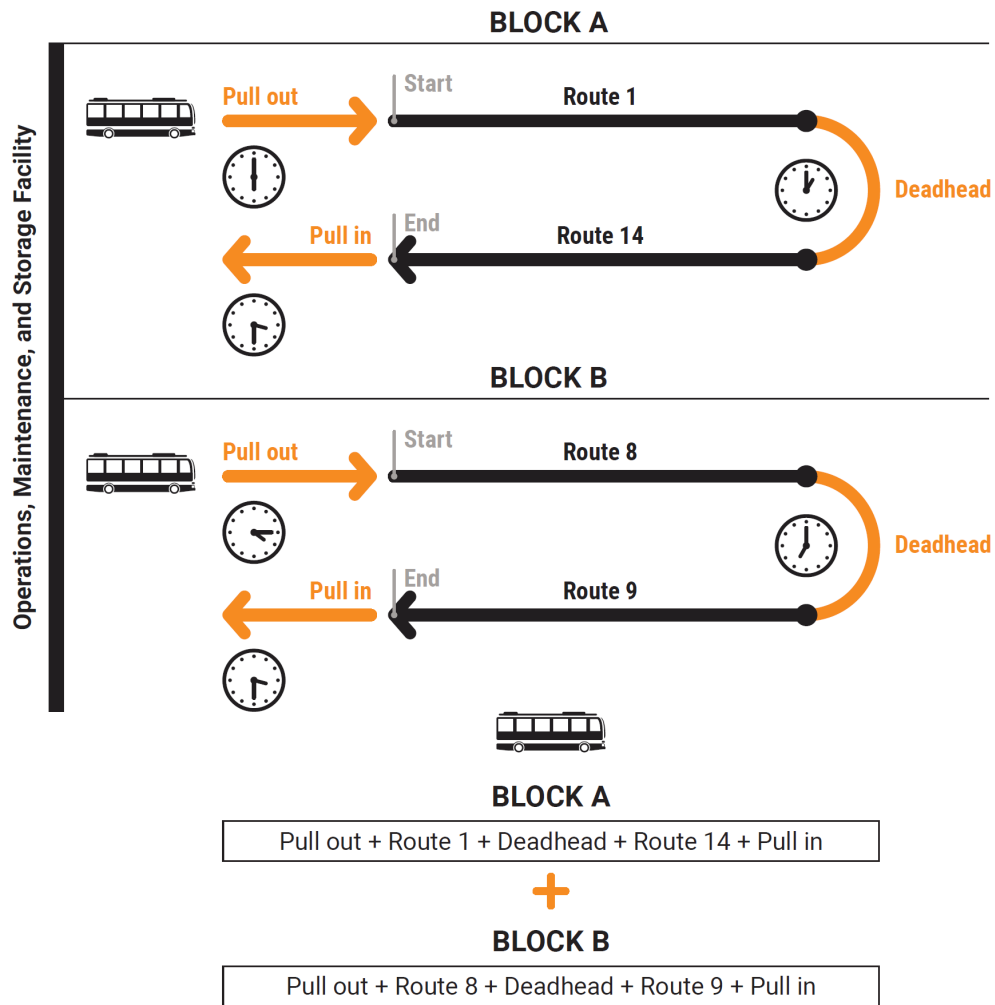 BLOCK A
Operations, Maintenance, and Storage Facility
Pull out
Start
Route 1
Deadhead
Pull in
End
Route 14
BLOCK B
Pull out
Start
Route 8
Deadhead
Pull in
End
Route 9
BLOCK A
Pull out + Route 1 + Deadhead + Route 14 + Pull in
+
BLOCK B
Pull out + Route 8 + Deadhead + Route 9 + Pull in